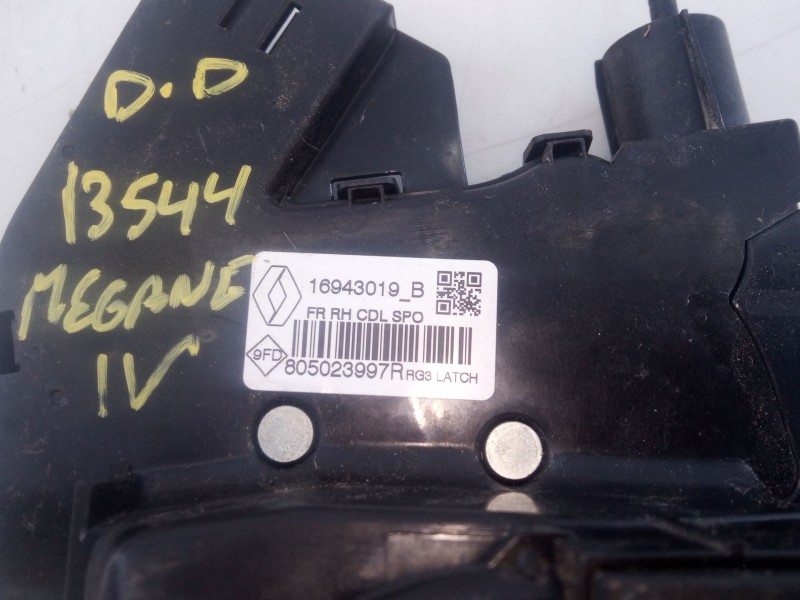 D.D
13544
MEGANE
IV
16943019_B
FR RH CDL SPO
9FD
805023997R RG3 LATCH